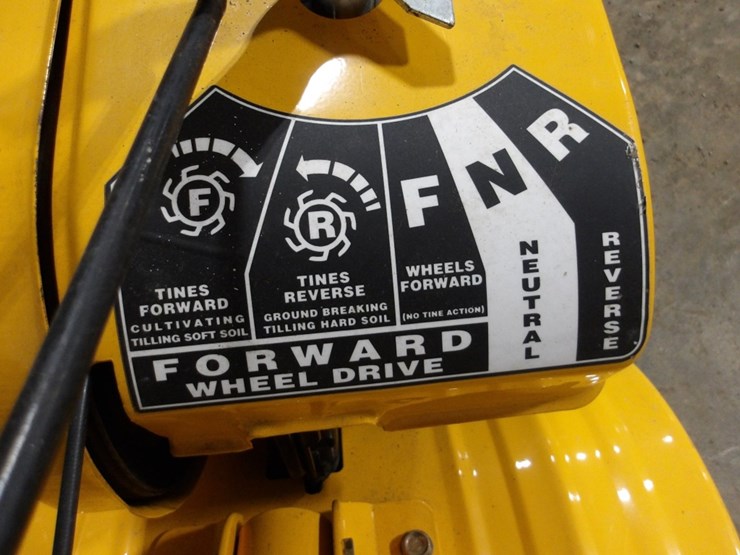 F
TINES
FORWARD
CULTIVATING
TILLING SOFT SOIL
R
TINES
REVERSE
GROUND BREAKING
TILLING HARD SOIL
F
WHEELS
FORWARD
(NO TINE ACTION)
N
NEUTRAL
R
REVERSE
FORWARD
WHEEL DRIVE